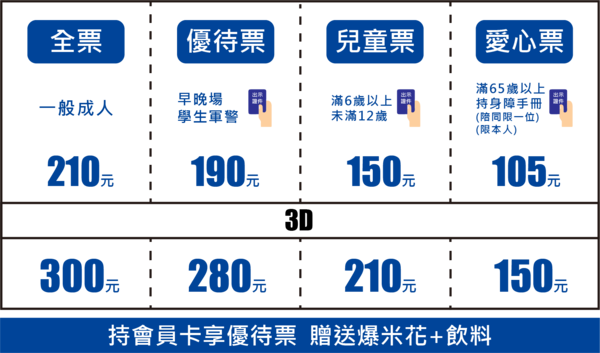 全票
優待票
兒童票
愛心票
一般成人
早晚場
學生軍警
出示
證件
滿6歲以上
未滿12歲
出示
證件
滿65歲以上
持身障手冊
(陪同限一位)
(限本人)
出示
證件
210元
190元
150元
105元
3D
300元
280元
210元
150元
持會員卡享優待票 贈送爆米花+飲料